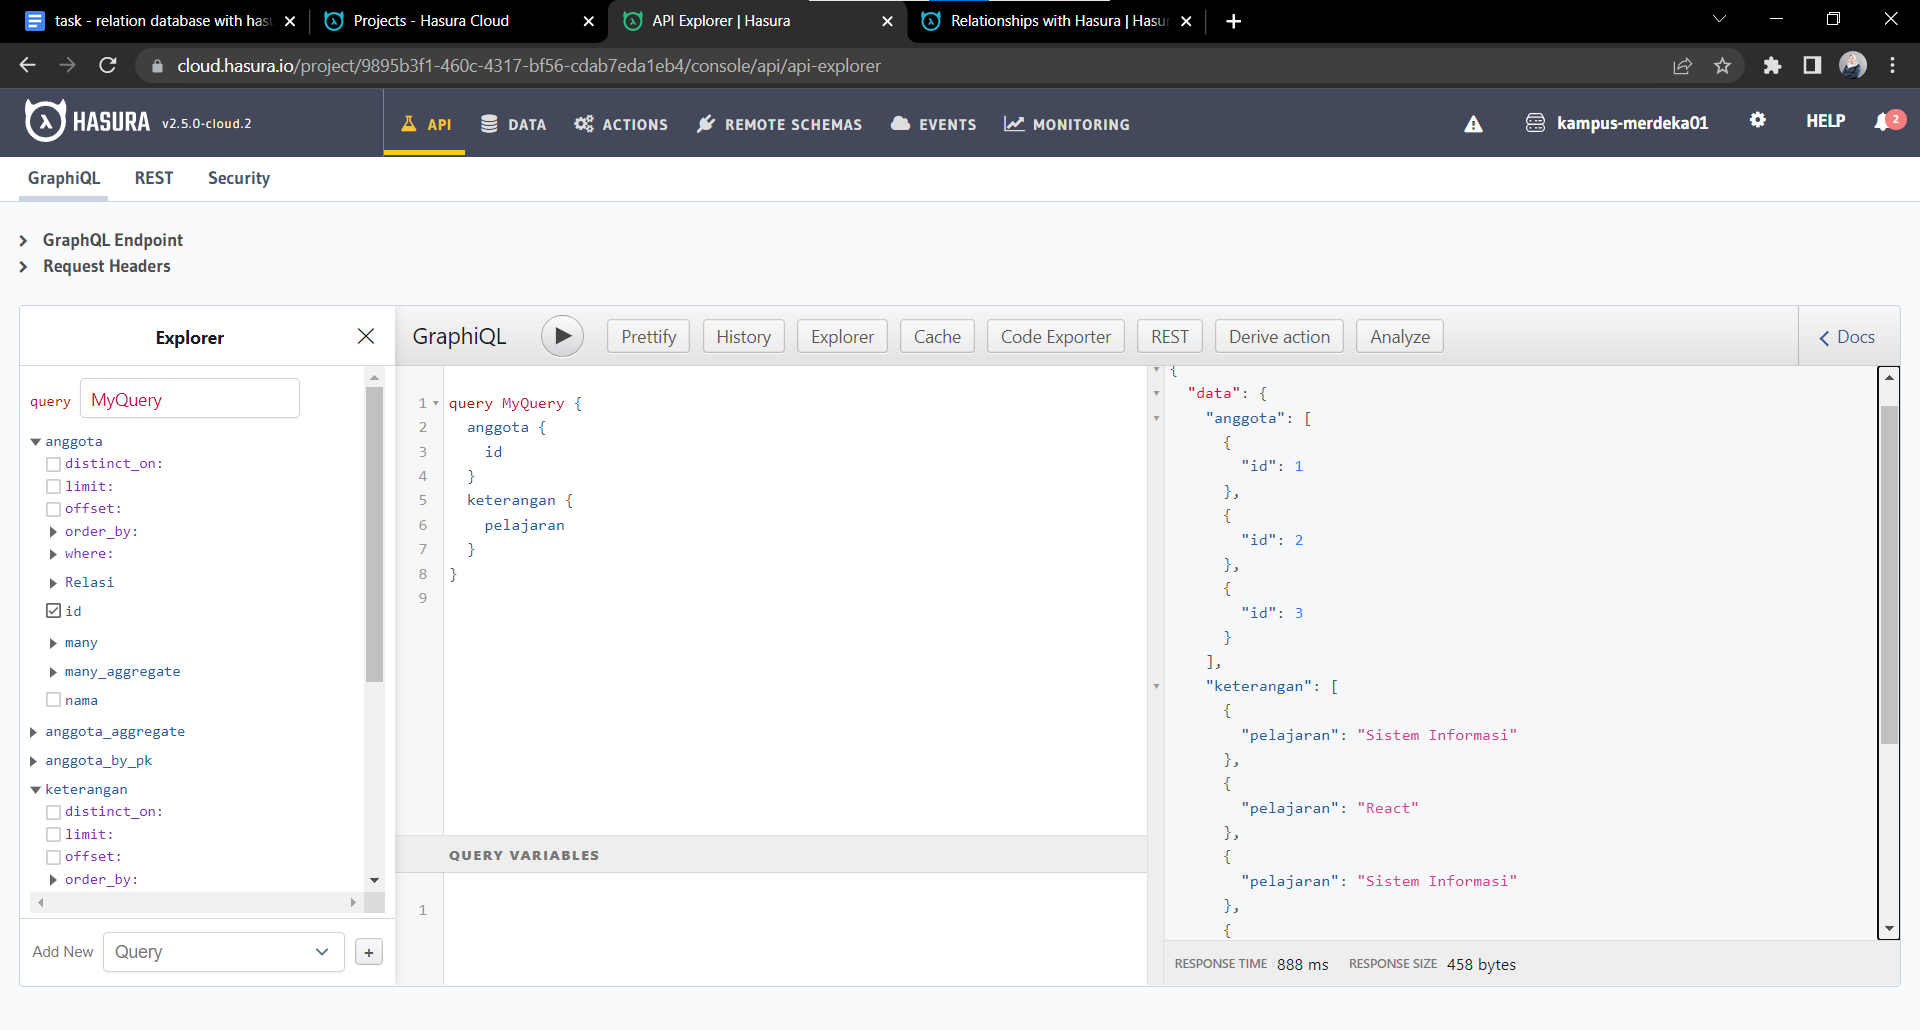 task - relation database with has
Projects - Hasura Cloud
API Explorer | Hasura
Relationships with Hasura | Hasu
cloud.hasura.io/project/9895b3f1-460c-4317-bf56-cdab7eda1eb4/console/api/api-explorer
HASURA v2.5.0-cloud.2
API
DATA
ACTIONS
REMOTE SCHEMAS
EVENTS
MONITORING
kampus-merdeka01
HELP
2
GraphiQL
REST
Security
GraphQL Endpoint
Request Headers
Explorer
query MyQuery
anggota
distinct_on:
limit:
offset:
order_by:
where:
Relasi
id
many
many_aggregate
nama
anggota_aggregate
anggota_by_pk
keterangan
distinct_on:
limit:
offset:
order_by:
Add New Query +
GraphiQL
Prettify
History
Explorer
Cache
Code Exporter
REST
Derive action
Analyze
Docs
1 query MyQuery {
2 anggota {
3 id
4 }
5 keterangan {
6 pelajaran
7 }
8 }
9
QUERY VARIABLES
1
{
"data": {
"anggota": [
{
"id": 1
},
{
"id": 2
},
{
"id": 3
}
],
"keterangan": [
{
"pelajaran": "Sistem Informasi"
},
{
"pelajaran": "React"
},
{
"pelajaran": "Sistem Informasi"
},
{
RESPONSE TIME 888 ms RESPONSE SIZE 458 bytes